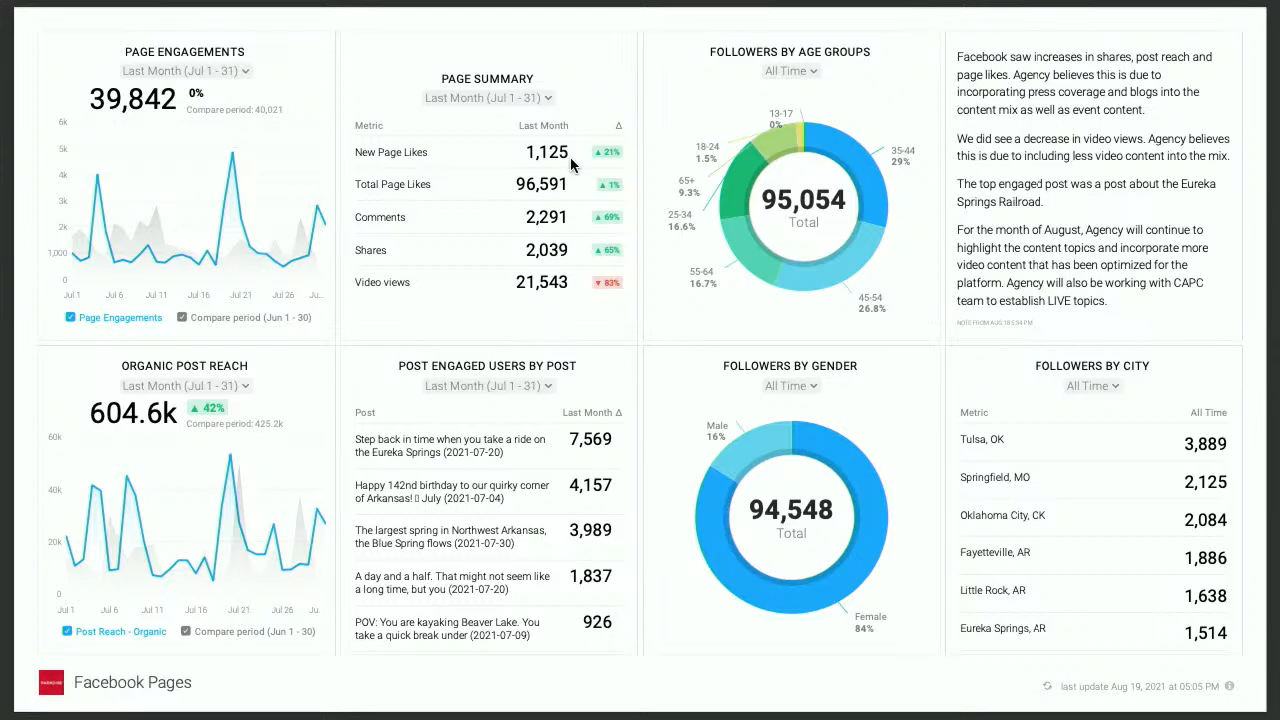 PAGE ENGAGEMENTS
Last Month (Jul 1 - 31)
39,842 0%
Compare period: 40,021
6k
5k
4k
3k
2k
1,000
0
Jul 1 Jul 6 Jul 11 Jul 16 Jul 21 Jul 26 Ju...
Page Engagements Compare period (Jun 1 - 30)
PAGE SUMMARY
Last Month (Jul 1 - 31)
Metric Last Month Δ
New Page Likes 1,125 ▲ 21%
Total Page Likes 96,591 ▲ 1%
Comments 2,291 ▲ 69%
Shares 2,039 ▲ 65%
Video views 21,543 ▼ 83%
FOLLOWERS BY AGE GROUPS
All Time
13-17
0%
18-24
1.5%
65+
9.3%
25-34
16.6%
55-64
16.7%
35-44
29%
45-54
26.8%
95,054
Total
Facebook saw increases in shares, post reach and
page likes. Agency believes this is due to
incorporating press coverage and blogs into the
content mix as well as event content.
We did see a decrease in video views. Agency believes
this is due to including less video content into the mix.
The top engaged post was a post about the Eureka
Springs Railroad.
For the month of August, Agency will continue to
highlight the content topics and incorporate more
video content that has been optimized for the
platform. Agency will also be working with CAPC
team to establish LIVE topics.
NOTE FROM AUG 18 5:34 PM
ORGANIC POST REACH
Last Month (Jul 1 - 31)
604.6k ▲ 42%
Compare period: 425.2k
60k
40k
20k
0
Jul 1 Jul 6 Jul 11 Jul 16 Jul 21 Jul 26 Ju.
Post Reach - Organic Compare period (Jun 1 - 30)
POST ENGAGED USERS BY POST
Last Month (Jul 1 - 31)
Post Last Month Δ
Step back in time when you take a ride on 7,569
the Eureka Springs (2021-07-20)
Happy 142nd birthday to our quirky corner 4,157
of Arkansas! ▯ July (2021-07-04)
The largest spring in Northwest Arkansas, 3,989
the Blue Spring flows (2021-07-30)
A day and a half. That might not seem like 1,837
a long time, but you (2021-07-20)
POV: You are kayaking Beaver Lake. You 926
take a quick break under (2021-07-09)
FOLLOWERS BY GENDER
All Time
Male
16%
94,548
Total
Female
84%
FOLLOWERS BY CITY
All Time
Metric All Time
Tulsa, OK 3,889
Springfield, MO 2,125
Oklahoma City, CK 2,084
Fayetteville, AR 1,886
Little Rock, AR 1,638
Eureka Springs, AR 1,514
Facebook Pages
last update Aug 19, 2021 at 05:05 PM